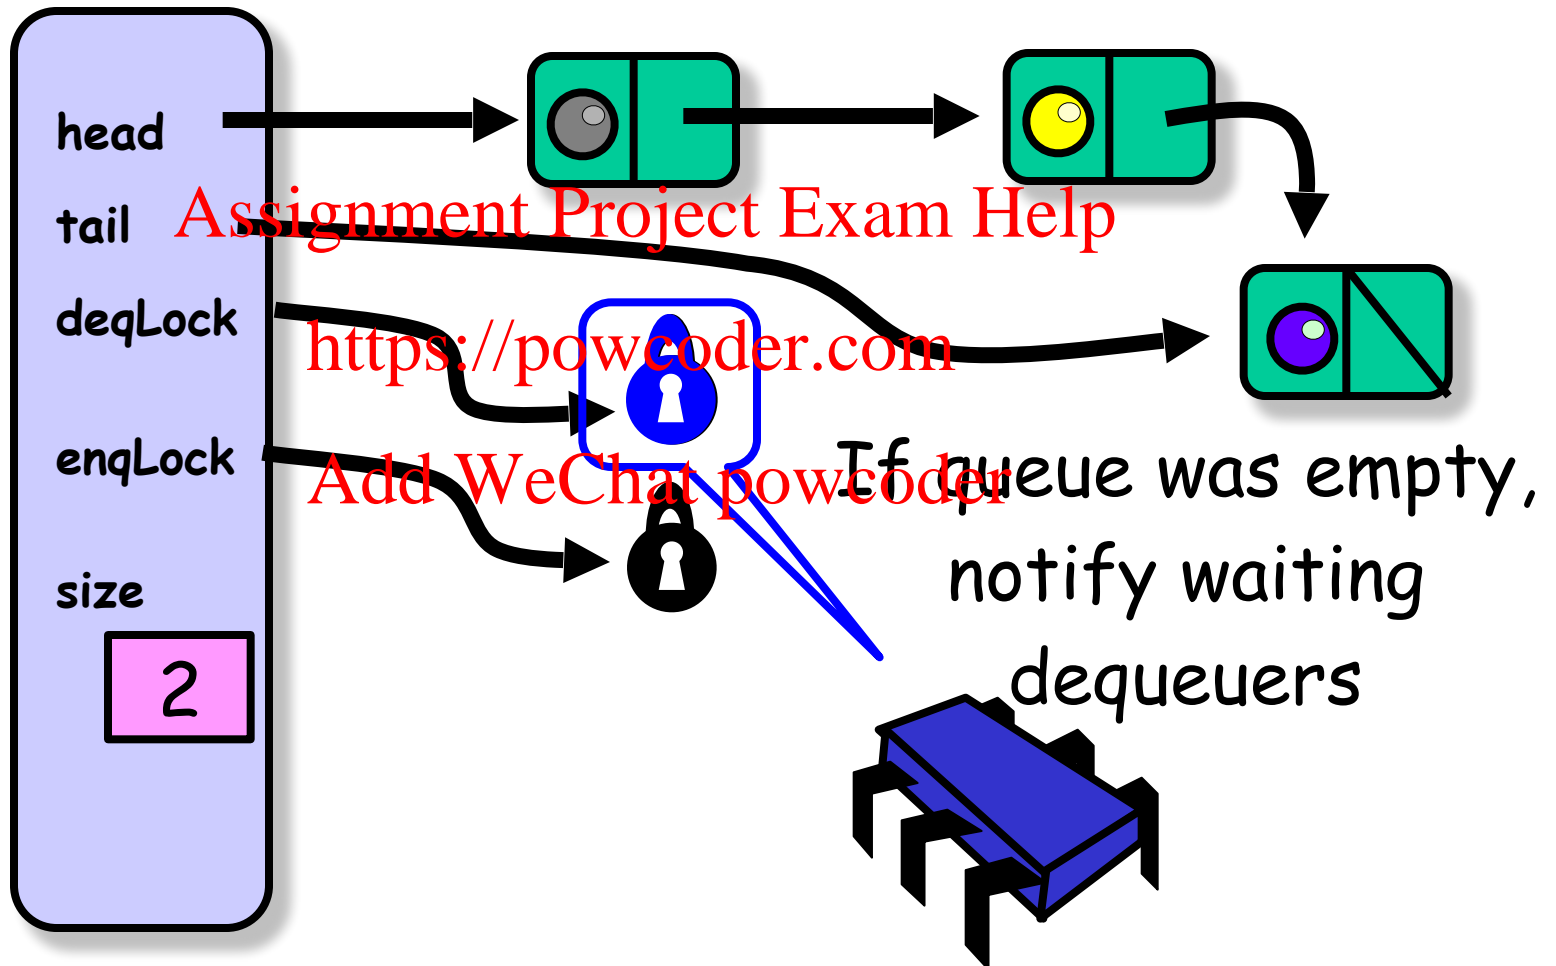 head
tail
deqLock
enqLock
size
2
Assignment Project Exam Help
https://powcoder.com
Add WeChat powcoder
If queue was empty,
notify waiting
dequeuers